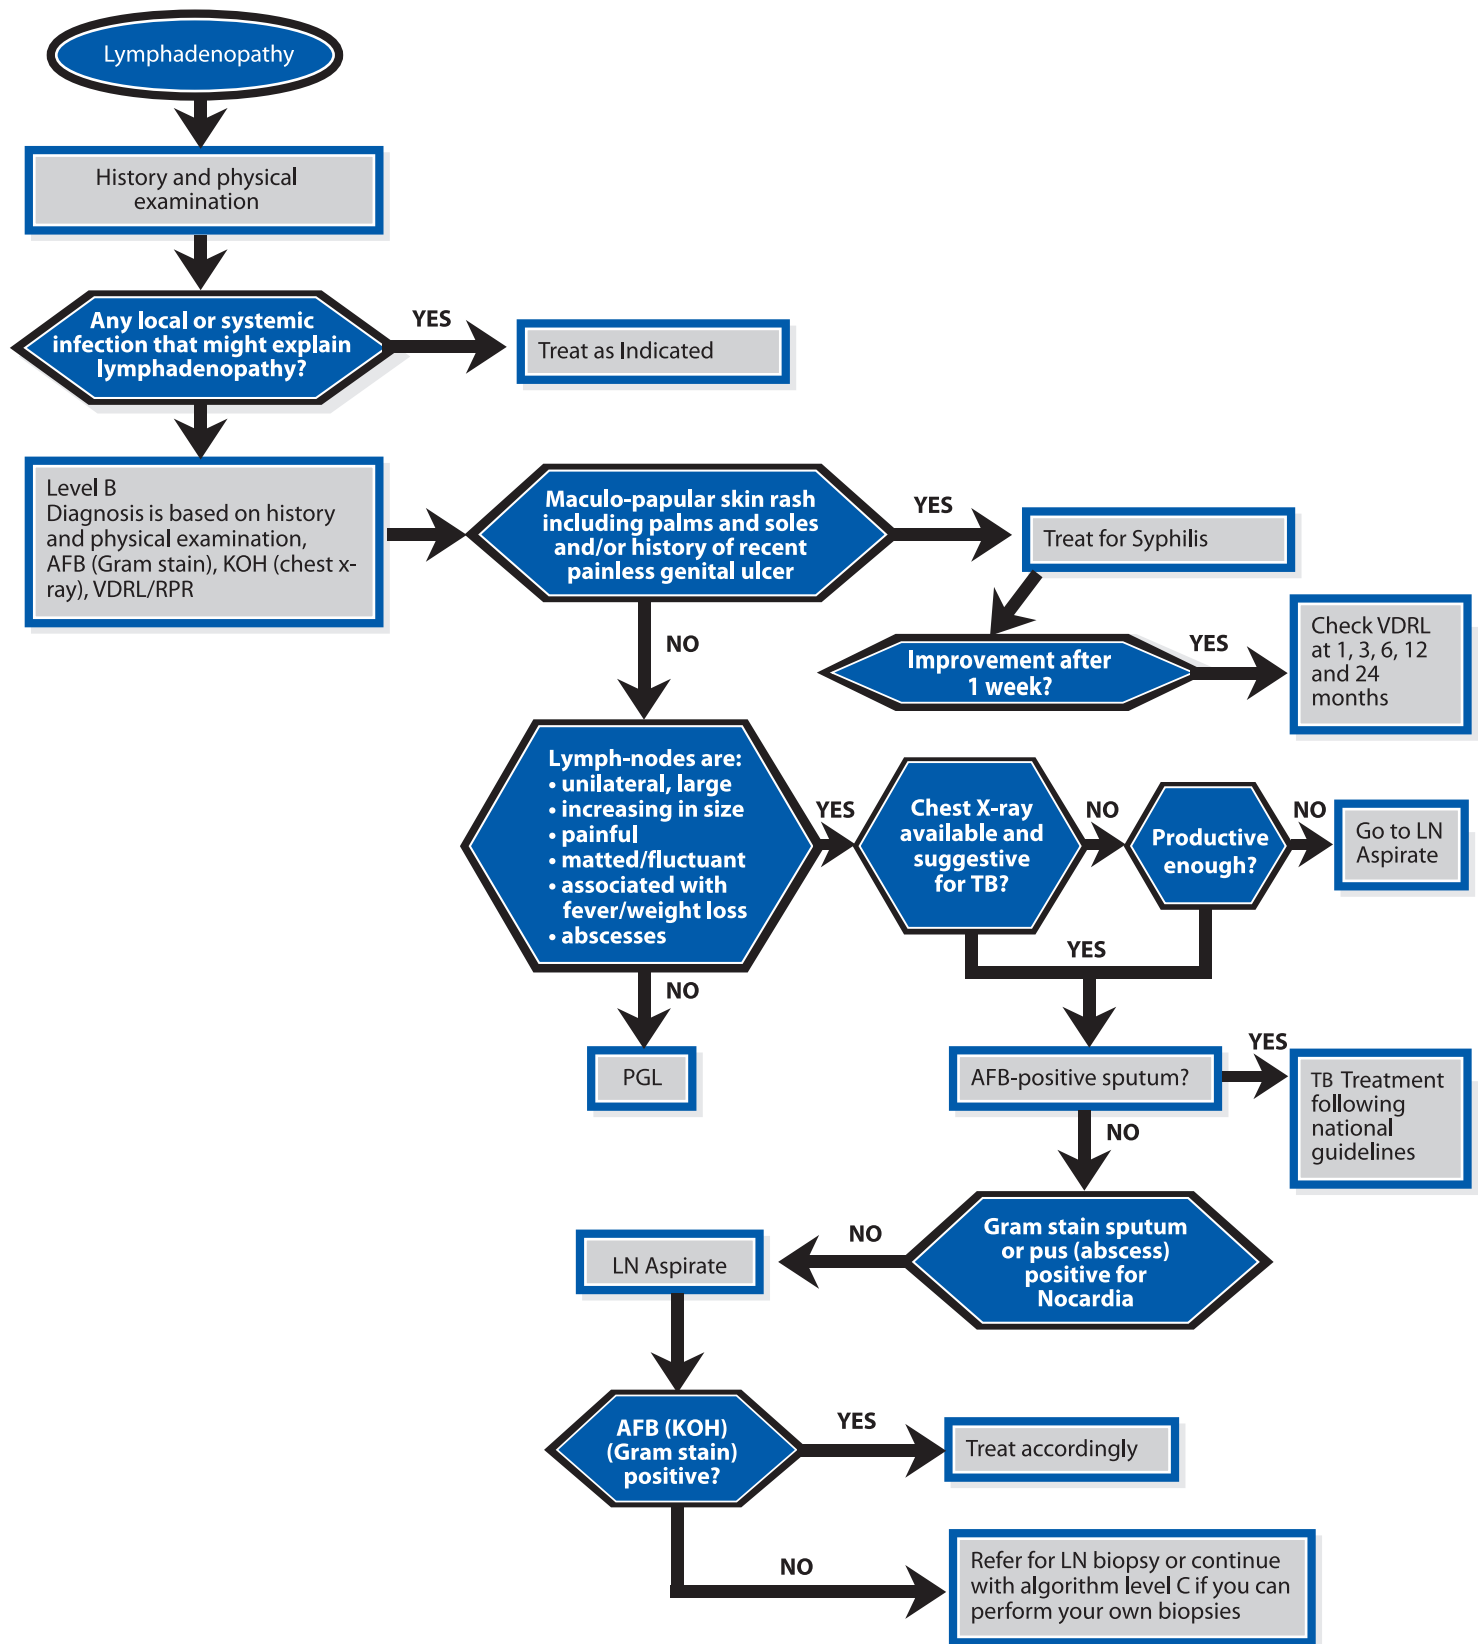 Lymphadenopathy
History and physical
examination
Any local or systemic
infection that might explain
lymphadenopathy?
YES
Treat as Indicated
Level B
Diagnosis is based on history
and physical examination,
AFB (Gram stain), KOH (chest x-
ray), VDRL/RPR
Maculo-papular skin rash
including palms and soles
and/or history of recent
painless genital ulcer
YES
Treat for Syphilis
NO
Improvement after
1 week?
YES
Check VDRL
at 1, 3, 6, 12
and 24
months
Lymph-nodes are:
• unilateral, large
• increasing in size
• painful
• matted/fluctuant
• associated with
fever/weight loss
• abscesses
YES
Chest X-ray
available and
suggestive
for TB?
NO
Productive
enough?
NO
Go to LN
Aspirate
YES
NO
PGL
AFB-positive sputum?
YES
TB Treatment
following
national
guidelines
NO
Gram stain sputum
or pus (abscess)
positive for
Nocardia
NO
LN Aspirate
AFB (KOH)
(Gram stain)
positive?
YES
Treat accordingly
NO
Refer for LN biopsy or continue
with algorithm level C if you can
perform your own biopsies